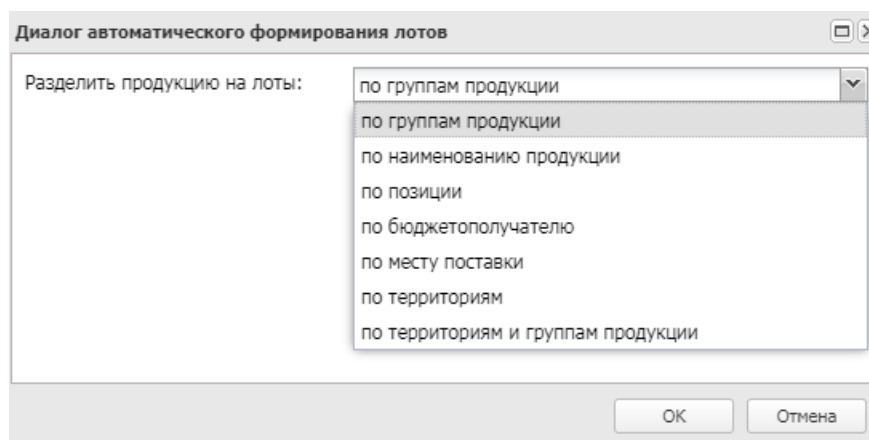 Диалог автоматического формирования лотов
Разделить продукцию на лоты:
по группам продукции
по группам продукции
по наименованию продукции
по позиции
по бюджетополучателю
по месту поставки
по территориям
по территориям и группам продукции
ОК
Отмена